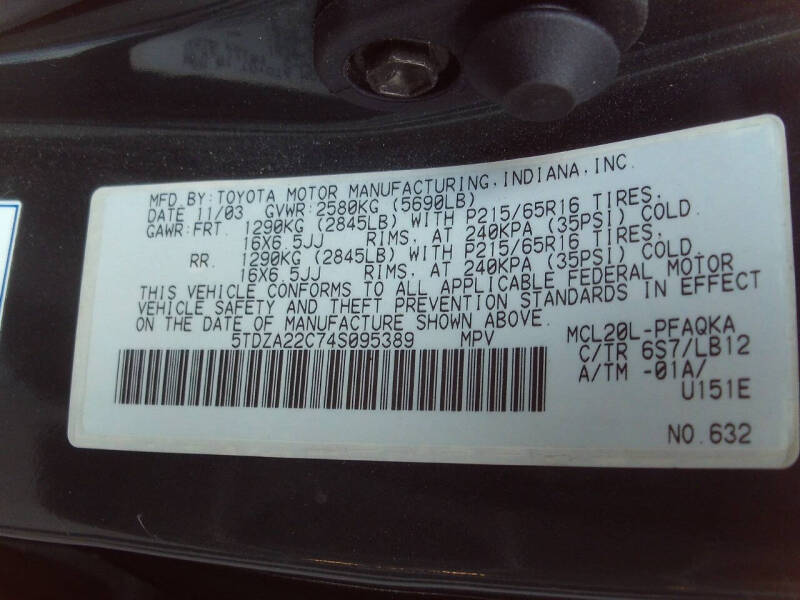 MFD.BY:TOYOTA MOTOR MANUFACTURING,INDIANA,INC.
DATE 11/03 GVWR:2580KG (5690LB)
GAWR:FRT. 1290KG (2845LB) WITH P215/65R16 TIRES,
16X6.5JJ RIMS, AT 240KPA (35PSI) COLD.
RR. 1290KG (2845LB) WITH P215/65R16 TIRES,
16X6.5JJ RIMS, AT 240KPA (35PSI) COLD.
THIS VEHICLE CONFORMS TO ALL APPLICABLE FEDERAL MOTOR
VEHICLE SAFETY AND THEFT PREVENTION STANDARDS IN EFFECT
ON THE DATE OF MANUFACTURE SHOWN ABOVE.
5TDZA22C74S095389 MPV MCL20L-PFAQKA
C/TR 6S7/LB12
A/TM -01A/
U151E
NO.632